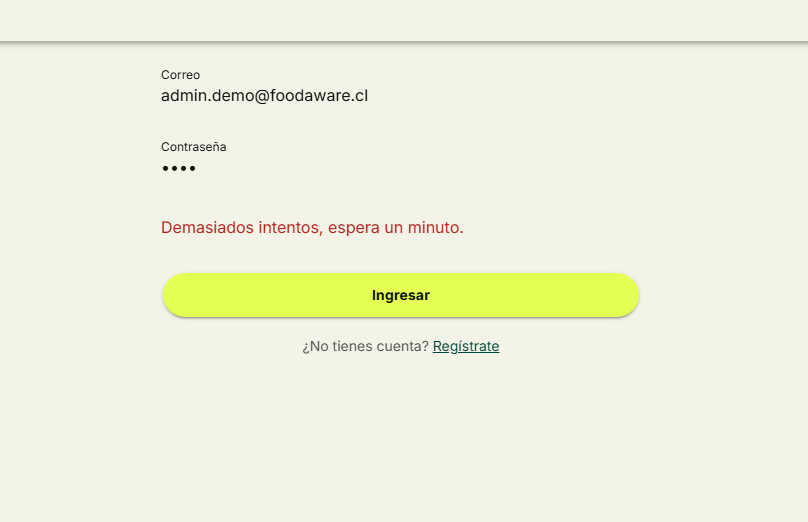 Correo
admin.demo@foodaware.cl
Contraseña
••••
Demasiados intentos, espera un minuto.
Ingresar
¿No tienes cuenta? Regístrate